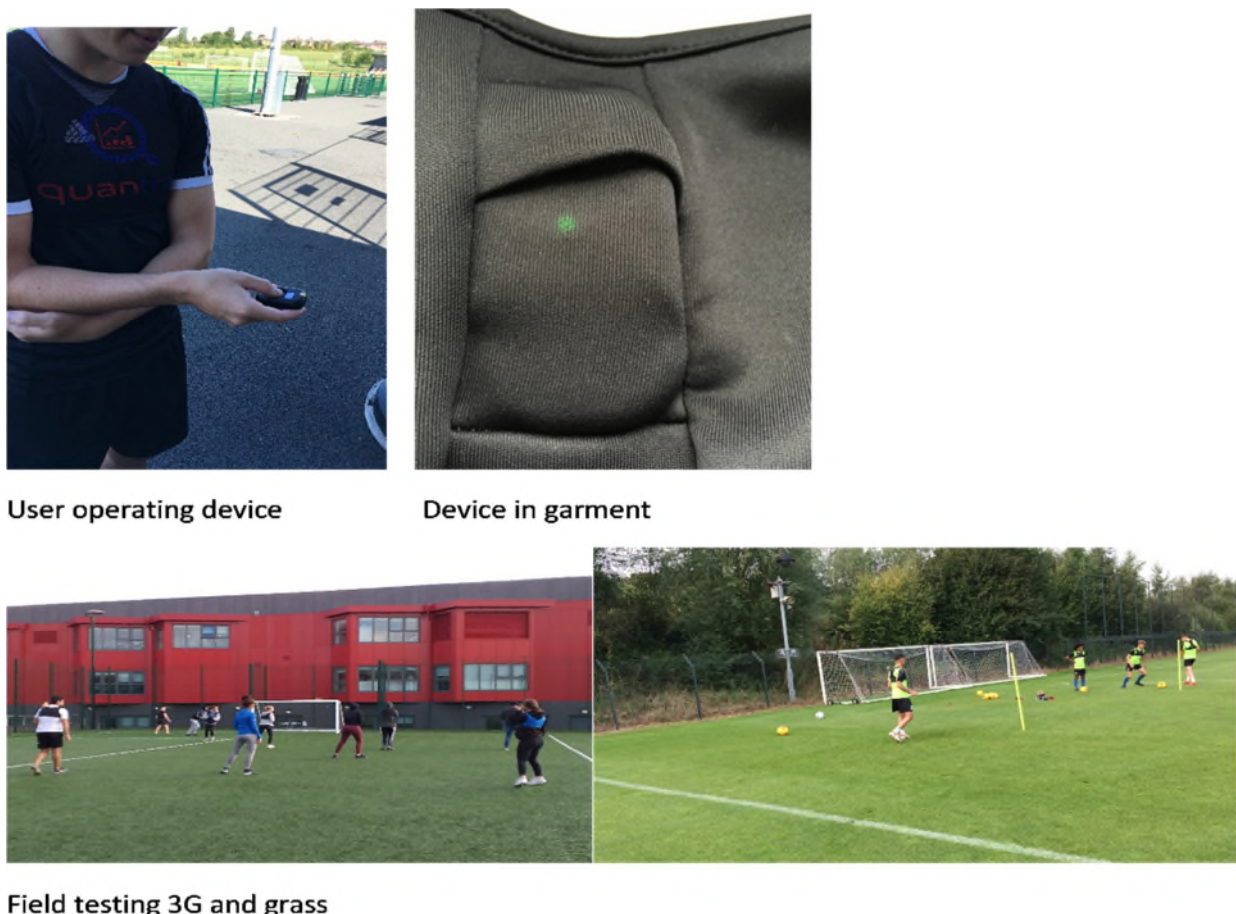 quan
User operating device
Device in garment
Field testing 3G and grass